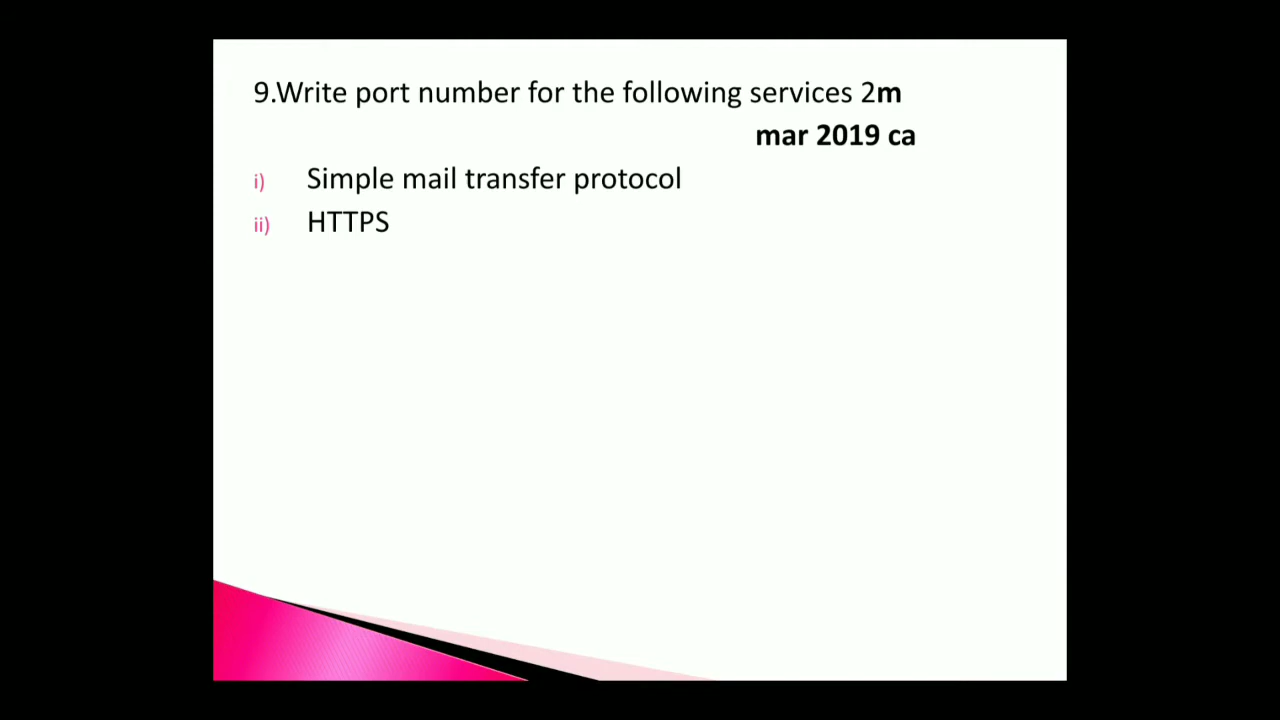 9.Write port number for the following services 2m
mar 2019 ca
i) Simple mail transfer protocol
ii) HTTPS